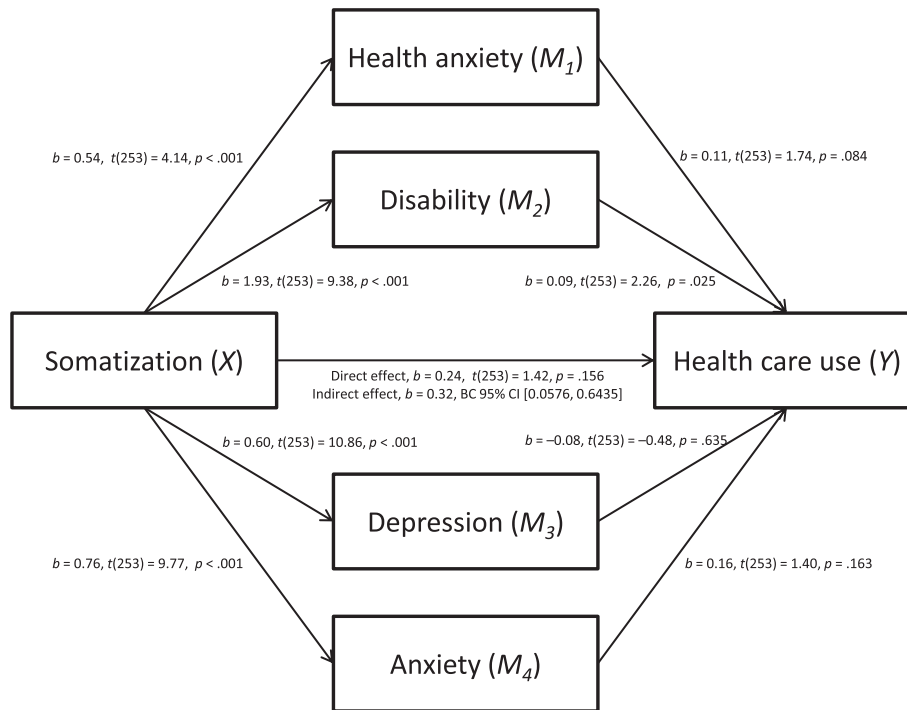 Health anxiety (M1)
b = 0.54, t(253) = 4.14, p < .001
b = 0.11, t(253) = 1.74, p = .084
Disability (M2)
b = 1.93, t(253) = 9.38, p < .001
b = 0.09, t(253) = 2.26, p = .025
Somatization (X)
Health care use (Y)
Direct effect, b = 0.24, t(253) = 1.42, p = .156
Indirect effect, b = 0.32, BC 95% CI [0.0576, 0.6435]
b = 0.60, t(253) = 10.86, p < .001
b = –0.08, t(253) = –0.48, p = .635
Depression (M3)
b = 0.76, t(253) = 9.77, p < .001
b = 0.16, t(253) = 1.40, p = .163
Anxiety (M4)